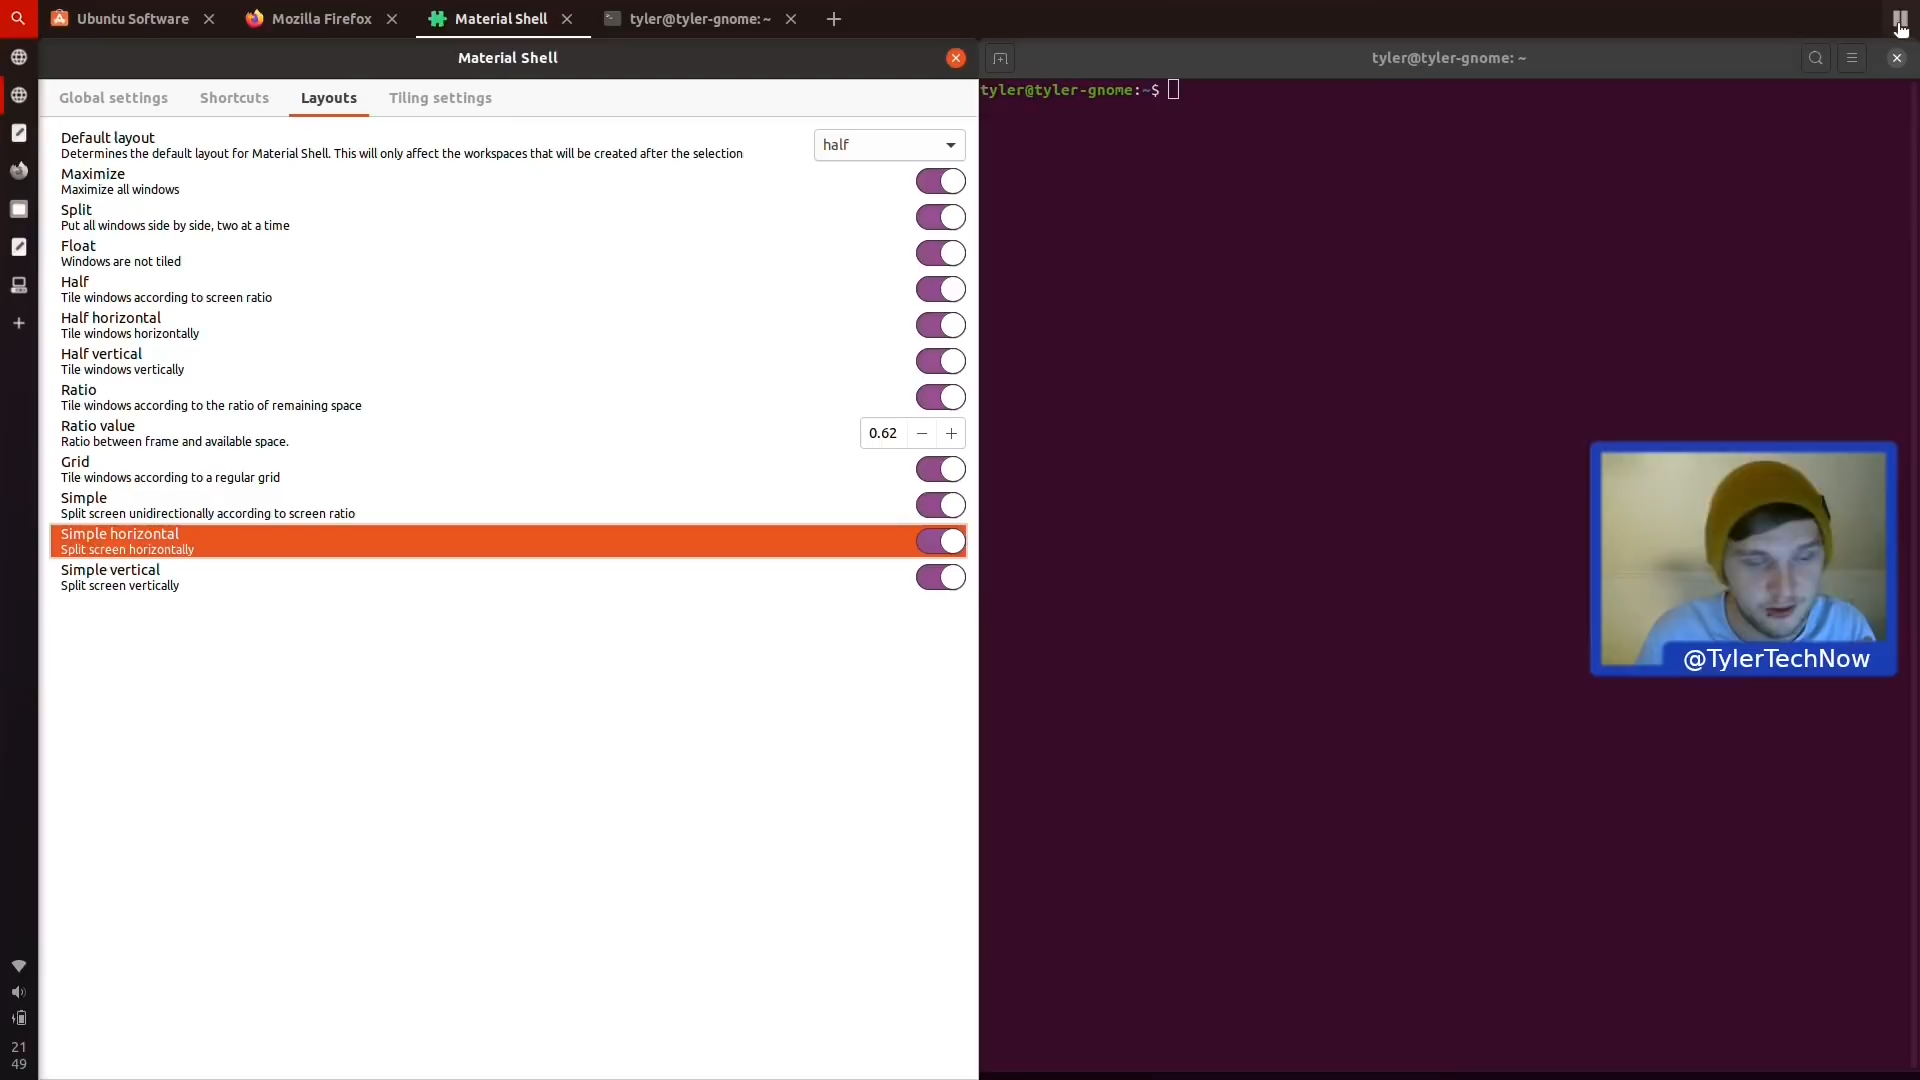 Ubuntu Software
Mozilla Firefox
Material Shell
tyler@tyler-gnome: ~
Material Shell
tyler@tyler-gnome: ~
Global settings
Shortcuts
Layouts
Tiling settings
tyler@tyler-gnome:~$
Default layout
Determines the default layout for Material Shell. This will only affect the workspaces that will be created after the selection
half
Maximize
Maximize all windows
Split
Put all windows side by side, two at a time
Float
Windows are not tiled
Half
Tile windows according to screen ratio
Half horizontal
Tile windows horizontally
Half vertical
Tile windows vertically
Ratio
Tile windows according to the ratio of remaining space
Ratio value
Ratio between frame and available space.
0.62
Grid
Tile windows according to a regular grid
Simple
Split screen unidirectionally according to screen ratio
Simple horizontal
Split screen horizontally
Simple vertical
Split screen vertically
@TylerTechNow
21
49